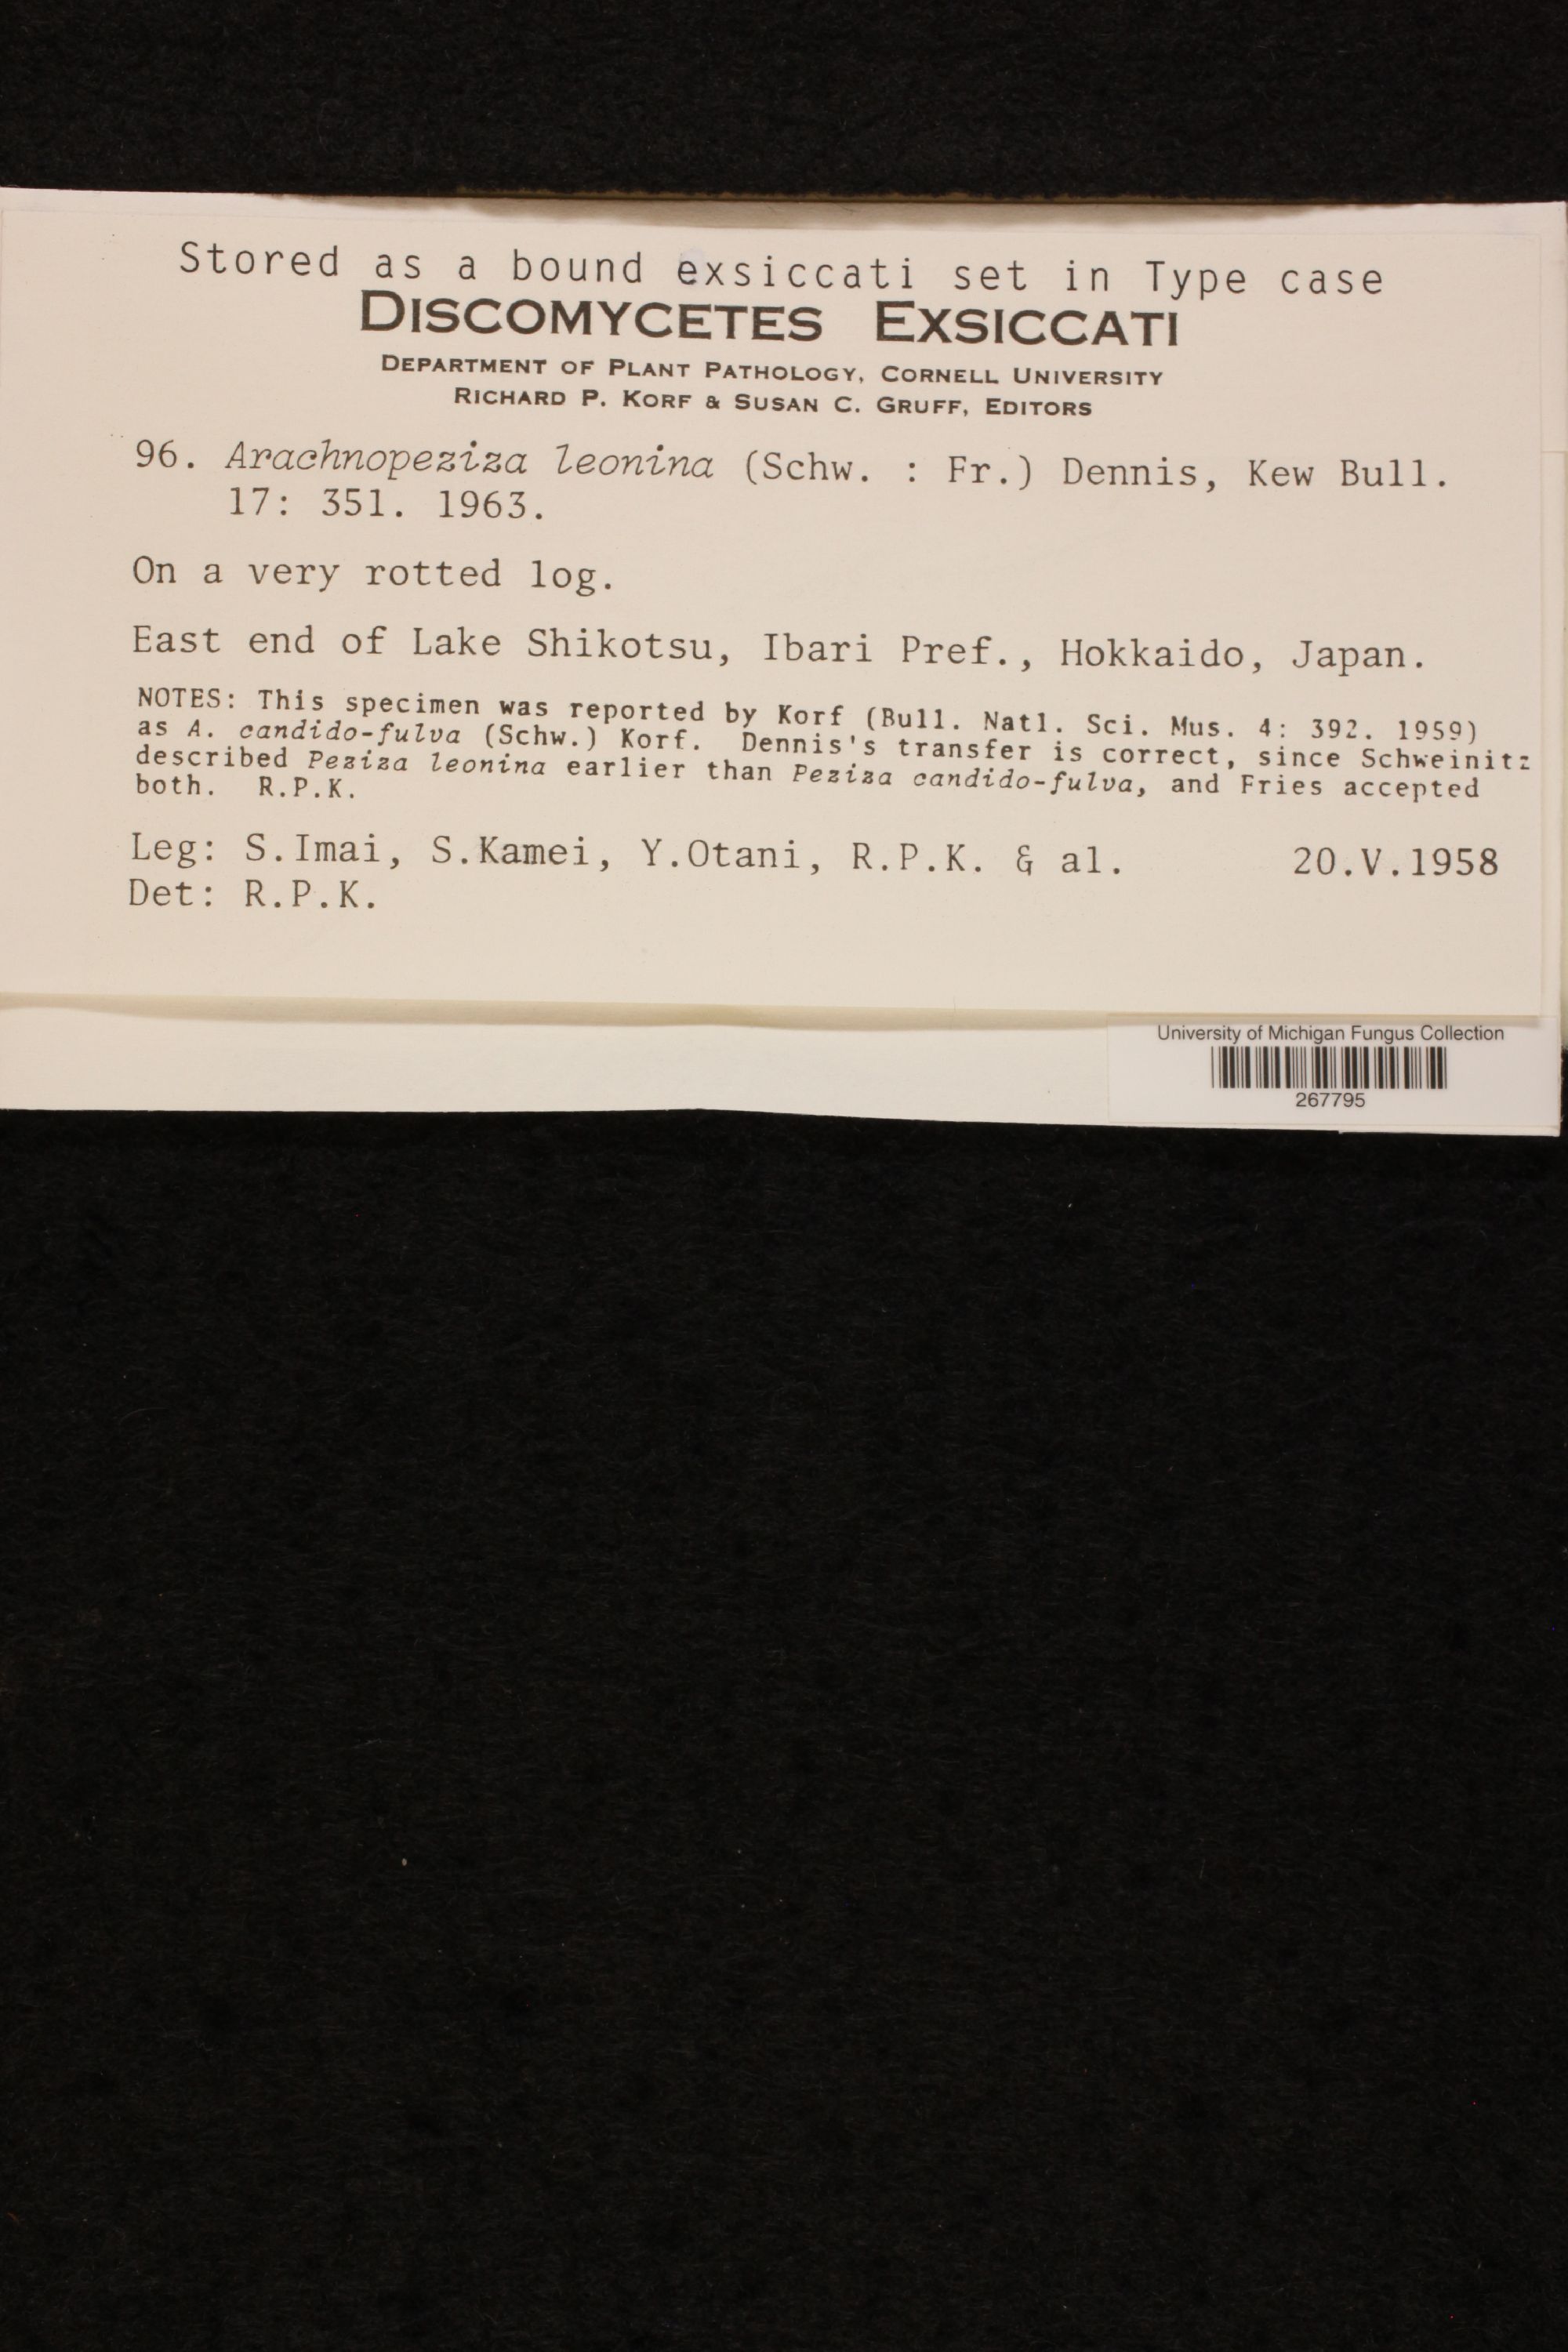 Stored as a bound exsiccati set in Type case
DISCOMYCETES EXSICCATI
DEPARTMENT OF PLANT PATHOLOGY, CORNELL UNIVERSITY
RICHARD P. KORF & SUSAN C. GRUFF, EDITORS
96. Arachnopeziza leonina (Schw. : Fr.) Dennis, Kew Bull.
17: 351. 1963.
On a very rotted log.
East end of Lake Shikotsu, Ibari Pref., Hokkaido, Japan.
NOTES: This specimen was reported by Korf (Bull. Natl. Sci. Mus. 4: 392. 1959)
as A. candido-fulva (Schw.) Korf. Dennis's transfer is correct, since Schweinitz
described Peziza leonina earlier than Peziza candido-fulva, and Fries accepted
both. R.P.K.
Leg: S.Imai, S.Kamei, Y.Otani, R.P.K. & al. 20.V.1958
Det: R.P.K.
University of Michigan Fungus Collection
267795